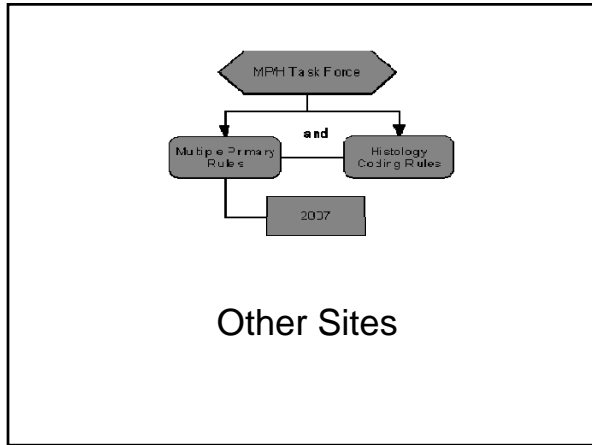 MP/H Task Force
and
Multiple Primary
Rules
Histology
Coding Rules
2007
Other Sites